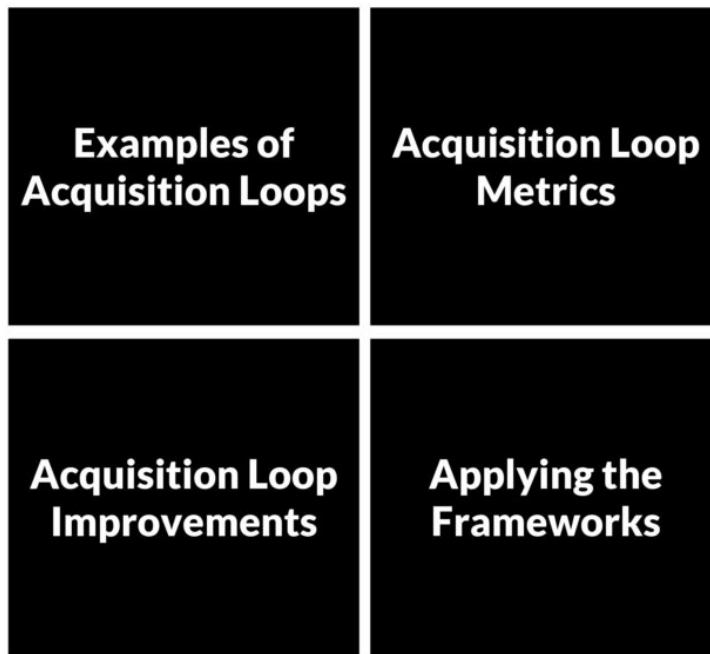 Examples of
Acquisition Loops
Acquisition Loop
Metrics
Acquisition Loop
Improvements
Applying the
Frameworks